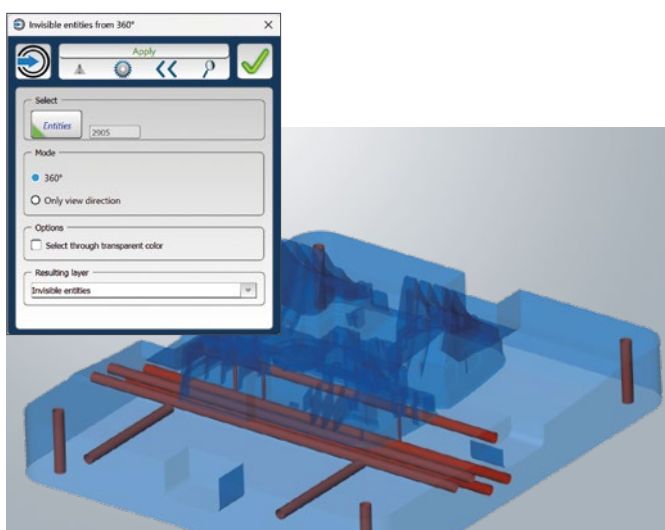 Invisible entities from 360°
Apply
Select
Entities
2905
Mode
360°
Only view direction
Options
Select through transparent color
Resulting layer
Invisible entities